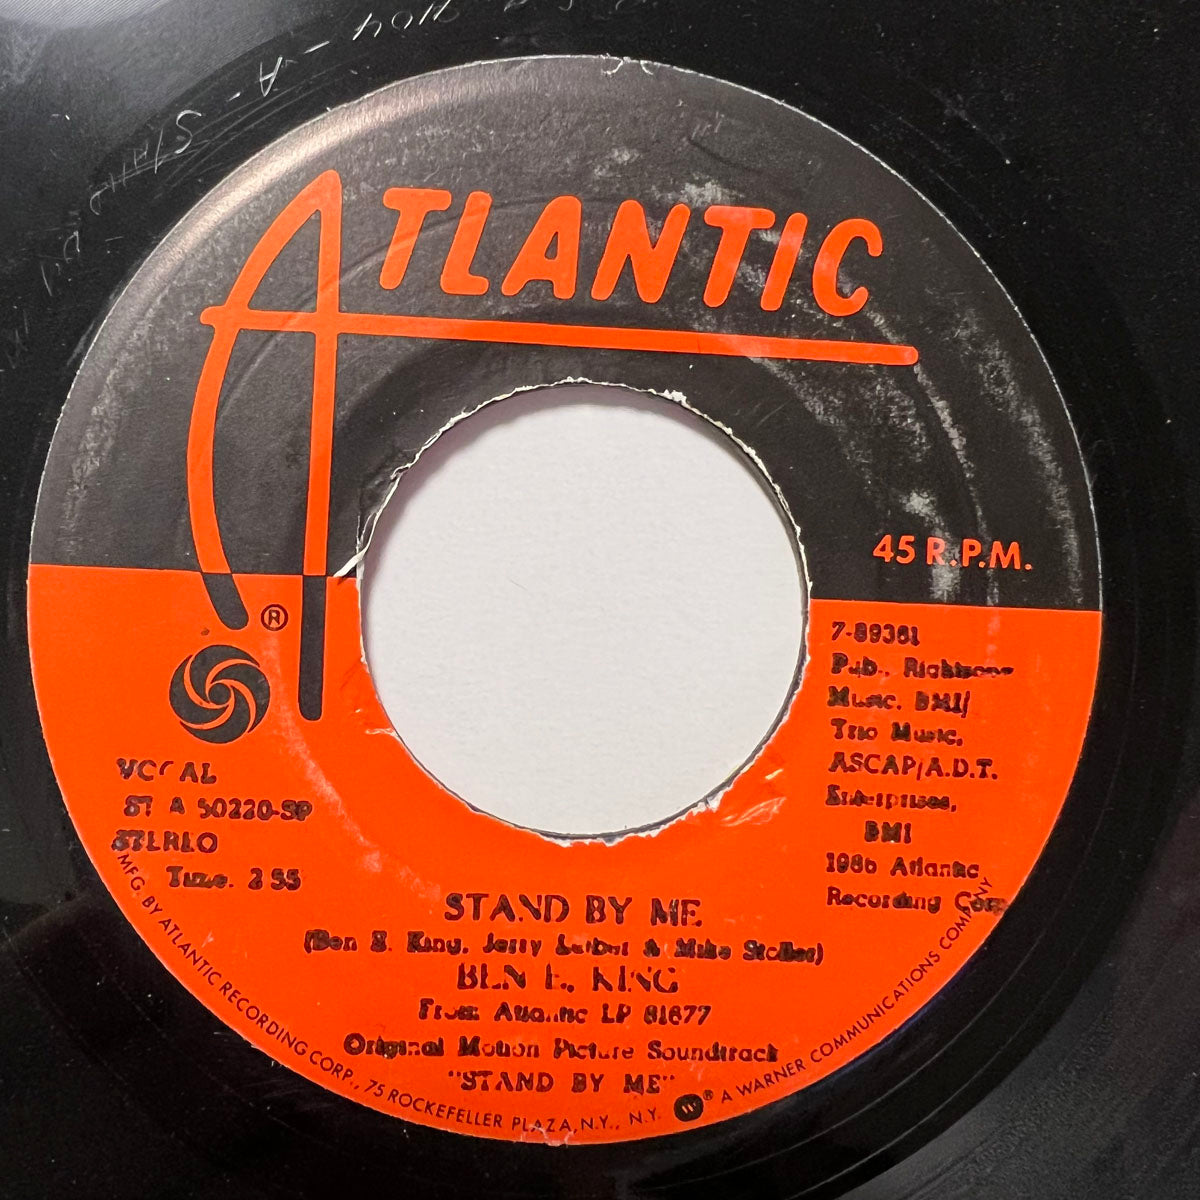 ATLANTIC
45 R.P.M.
®
7-89361
Pub., Rightsong
Music, BMI/
Trio Music,
ASCAP/A.D.T.
Enterprises,
BMI
1986 Atlantic
Recording Corp.
VOCAL
ST A 50220-SP
STEREO
Time: 2:55
STAND BY ME
(Ben E. King, Jerry Leiber & Mike Stoller)
BEN E. KING
From Atlantic LP 81677
Original Motion Picture Soundtrack
"STAND BY ME"
MFG. BY ATLANTIC RECORDING CORP., 75 ROCKEFELLER PLAZA, N.Y., N.Y. ® A WARNER COMMUNICATIONS COMPANY